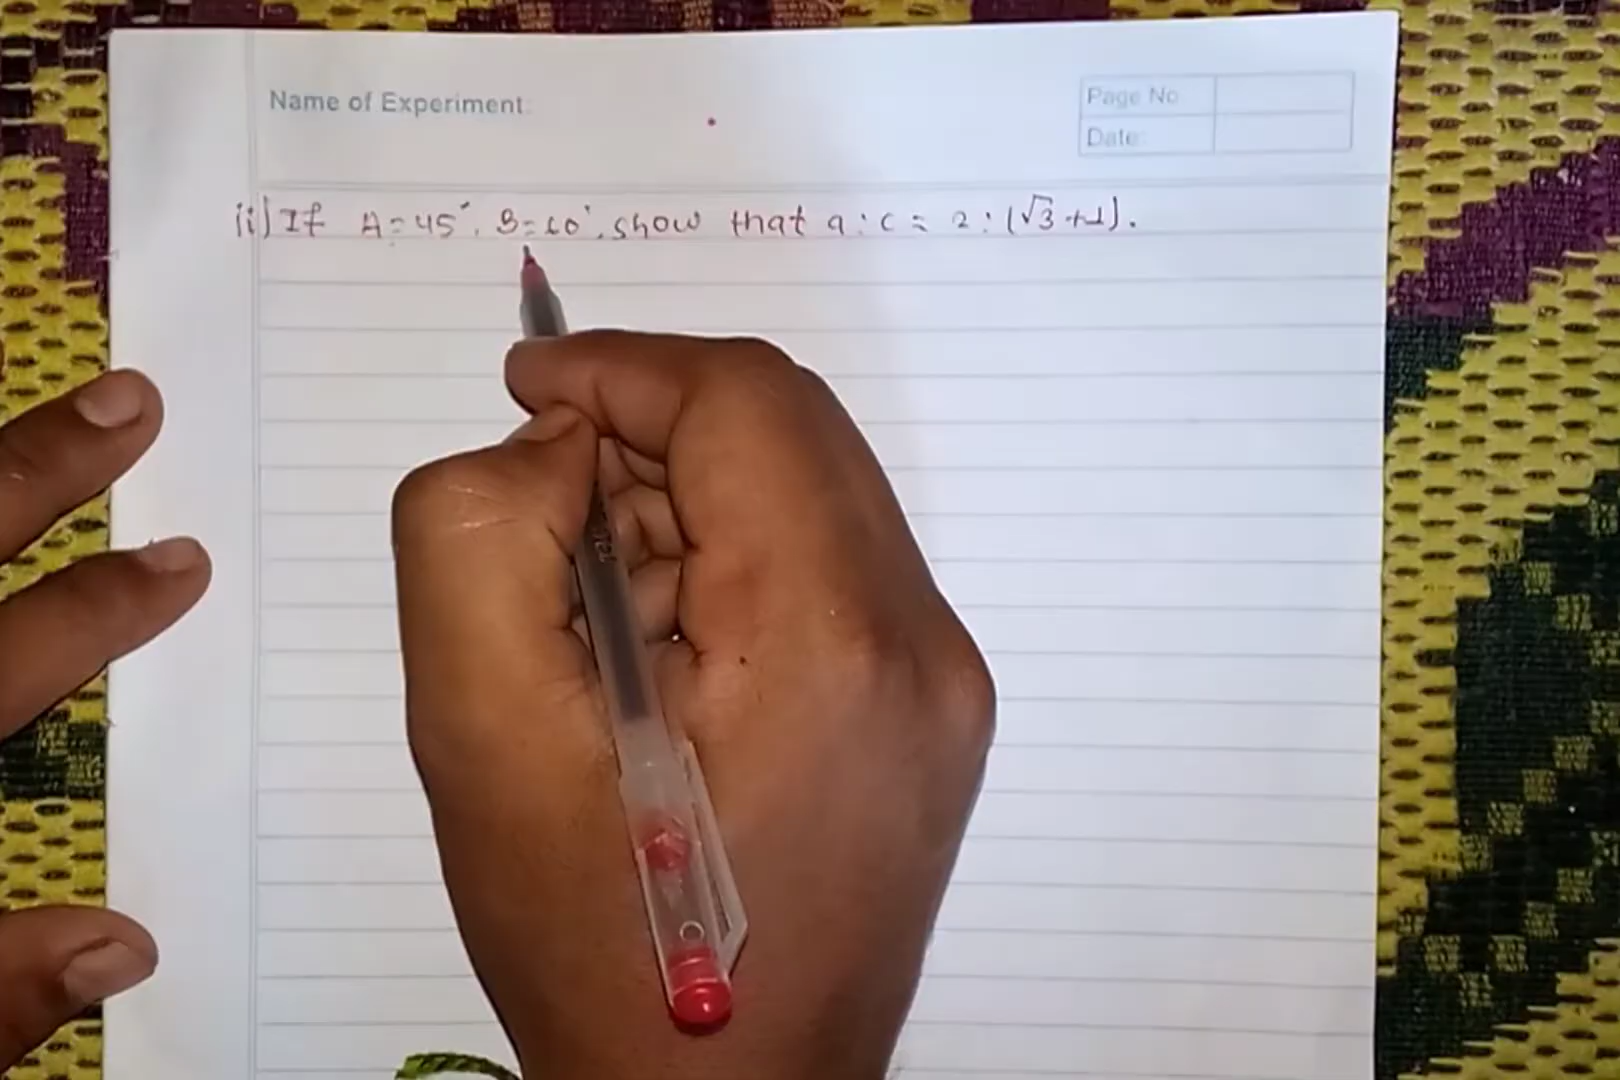 Name of Experiment:
Page No
Date:
ii) If A = 45°, B = 60°, show that a : c = 2 : (√3 + 1).